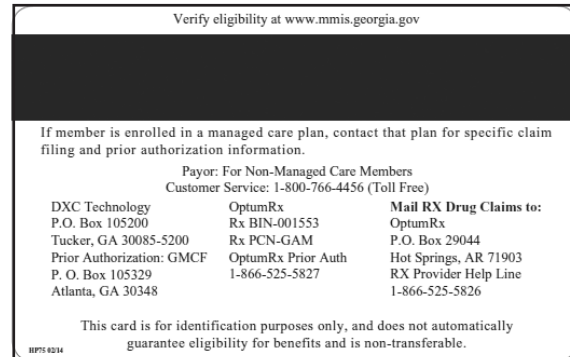 Verify eligibility at www.mmis.georgia.gov
If member is enrolled in a managed care plan, contact that plan for specific claim
filing and prior authorization information.
Payor: For Non-Managed Care Members
Customer Service: 1-800-766-4456 (Toll Free)
DXC Technology
P.O. Box 105200
Tucker, GA 30085-5200
Prior Authorization: GMCF
P. O. Box 105329
Atlanta, GA 30348
OptumRx
Rx BIN-001553
Rx PCN-GAM
OptumRx Prior Auth
1-866-525-5827
Mail RX Drug Claims to:
OptumRx
P.O. Box 29044
Hot Springs, AR 71903
RX Provider Help Line
1-866-525-5826
This card is for identification purposes only, and does not automatically
guarantee eligibility for benefits and is non-transferable.
HP75 02/14